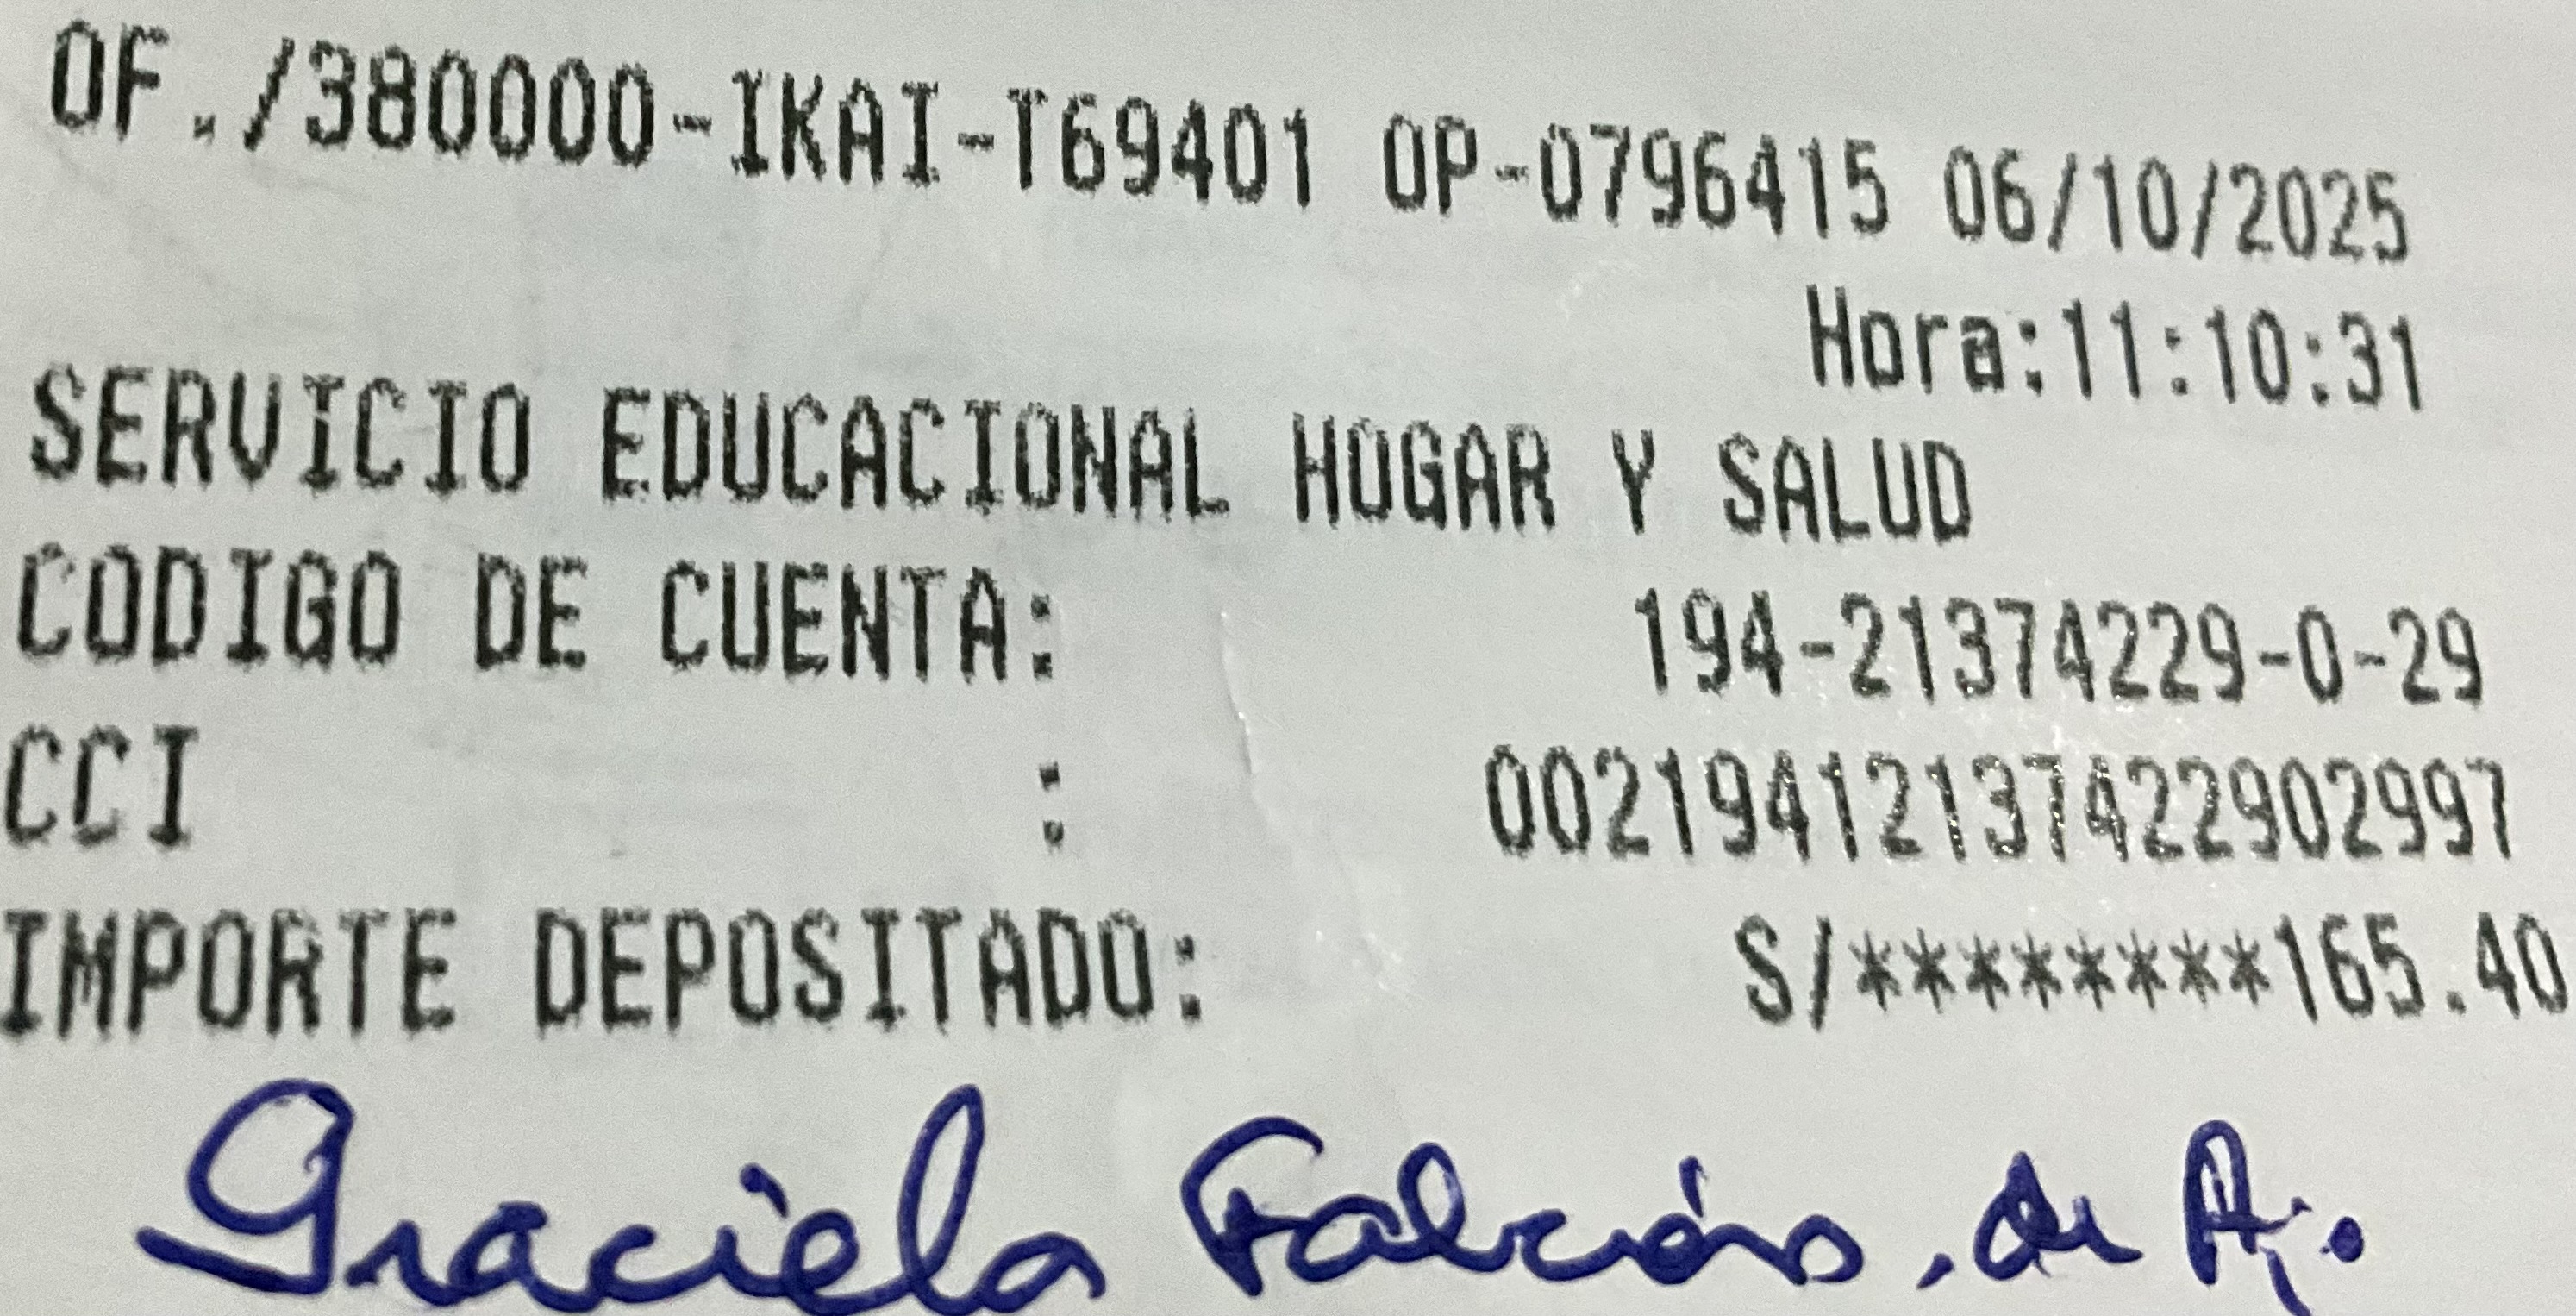 OF./380000-IKAI-T69401 OP-0796415 06/10/2025
Hora:11:10:31
SERVICIO EDUCACIONAL HOGAR Y SALUD
CODIGO DE CUENTA: 194-21374229-0-29
CCI : 00219412137422902997
IMPORTE DEPOSITADO: S/********165.40
Graciela de